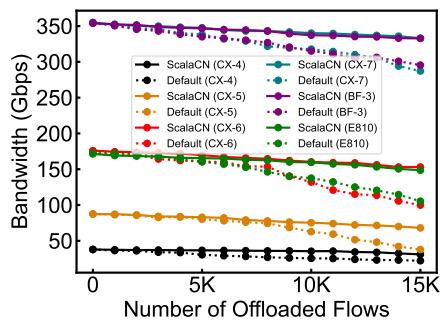 Bandwidth (Gbps)
350
300
250
200
150
100
50
ScalaCN (CX-4)
Default (CX-4)
ScalaCN (CX-5)
Default (CX-5)
ScalaCN (CX-6)
Default (CX-6)
ScalaCN (CX-7)
Default (CX-7)
ScalaCN (BF-3)
Default (BF-3)
ScalaCN (E810)
Default (E810)
0 5K 10K 15K
Number of Offloaded Flows